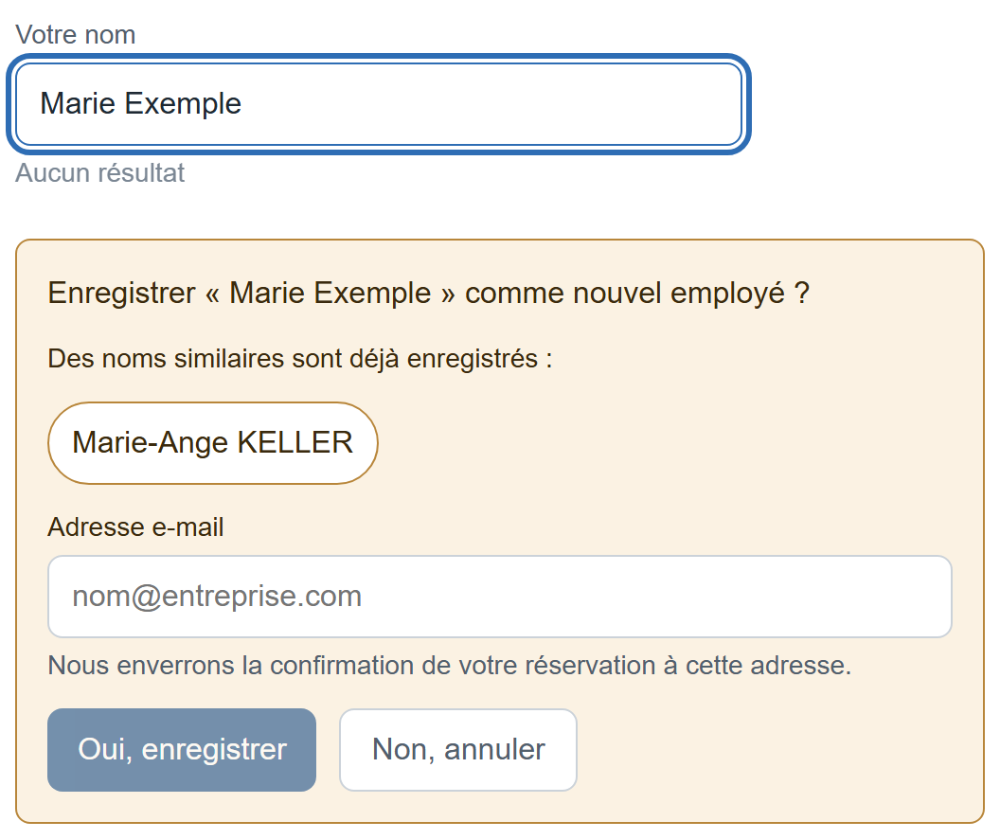 Votre nom
Marie Exemple
Aucun résultat
Enregistrer « Marie Exemple » comme nouvel employé ?
Des noms similaires sont déjà enregistrés :
Marie-Ange KELLER
Adresse e-mail
nom@entreprise.com
Nous enverrons la confirmation de votre réservation à cette adresse.
Oui, enregistrer
Non, annuler